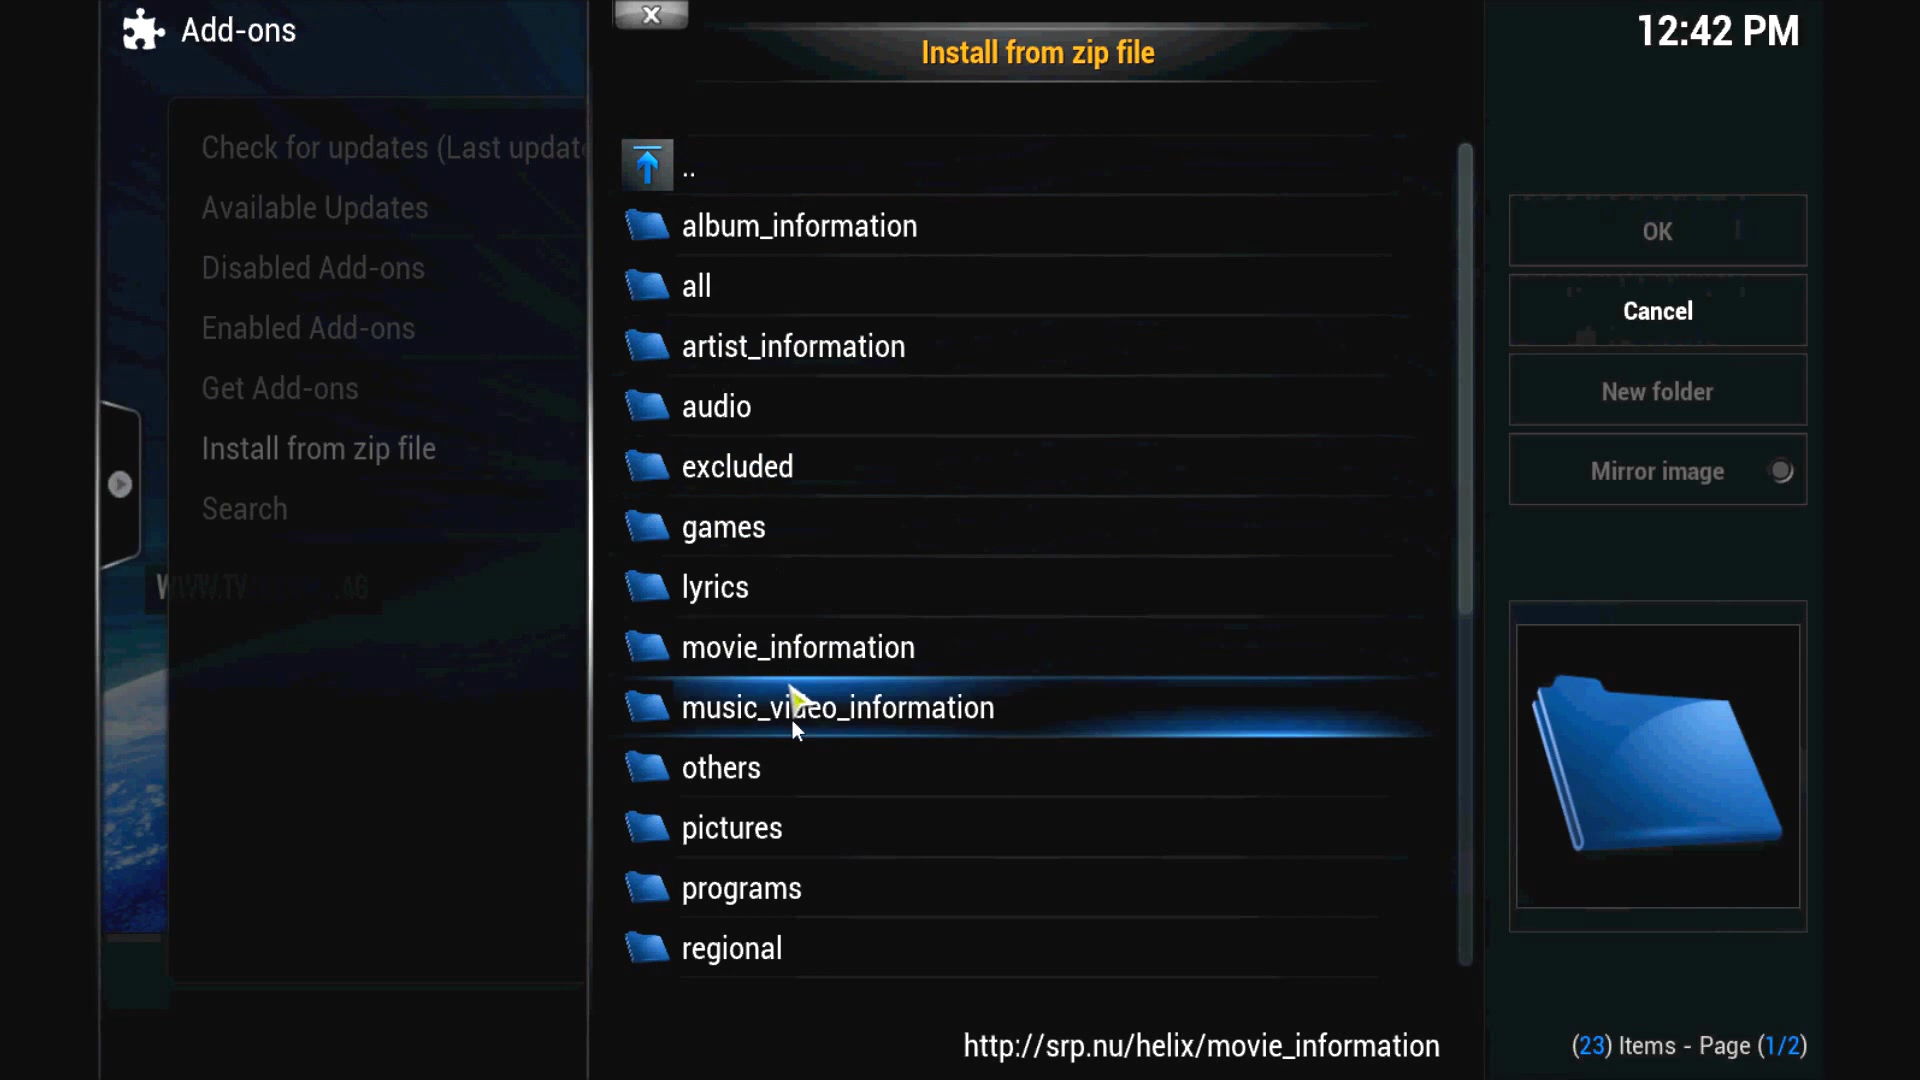 Add-ons
X
Install from zip file
12:42 PM
Check for updates (Last update
Available Updates
Disabled Add-ons
Enabled Add-ons
Get Add-ons
Install from zip file
Search
..
album_information
all
artist_information
audio
excluded
games
lyrics
movie_information
music_video_information
others
pictures
programs
regional
OK
Cancel
New folder
Mirror image
http://srp.nu/helix/movie_information
(23) Items - Page (1/2)